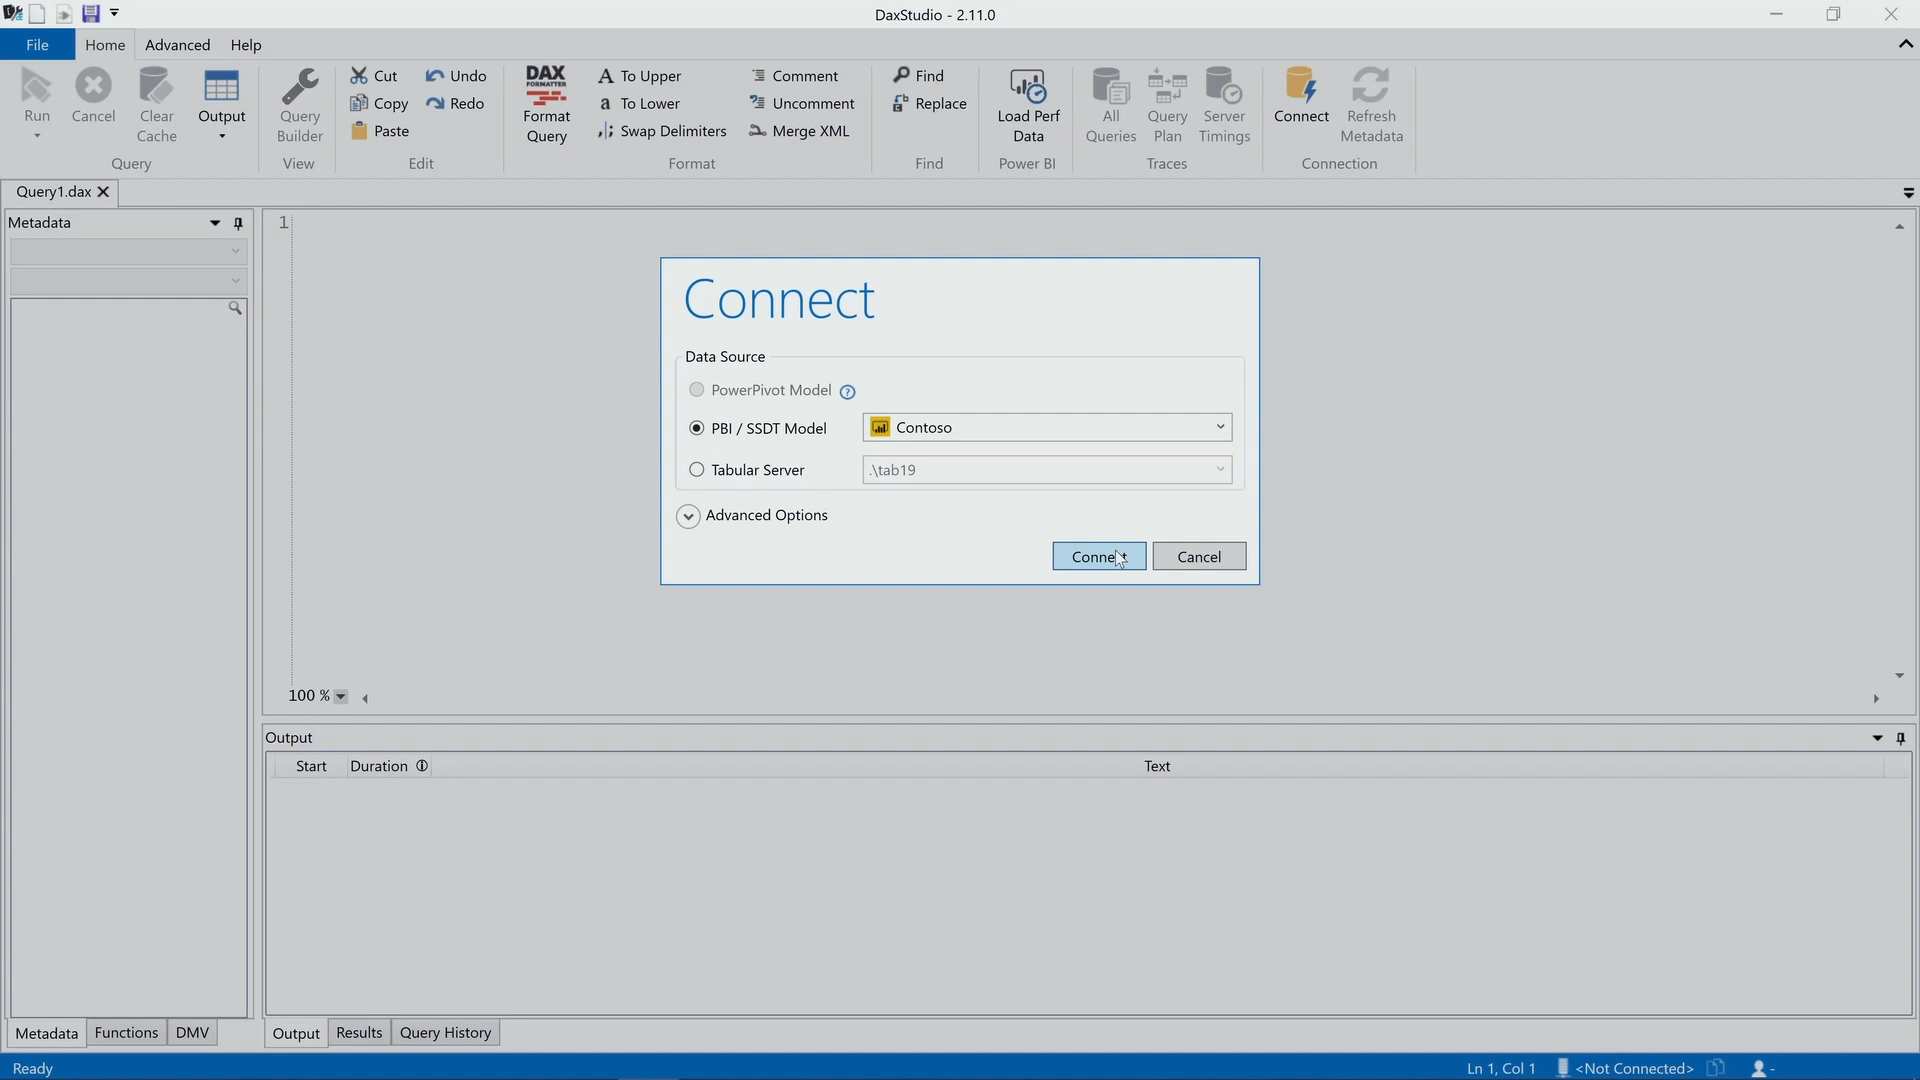 DaxStudio - 2.11.0
File Home Advanced Help
Run Cancel Clear Cache Output
Query
Query Builder
View
Cut Undo
Copy Redo
Paste
Edit
DAX FORMATTER
Format Query
To Upper Comment
To Lower Uncomment
Swap Delimiters Merge XML
Format
Find
Replace
Find
Load Perf Data
Power BI
All Queries Query Plan Server Timings
Traces
Connect Refresh Metadata
Connection
Query1.dax
Metadata
1
Connect
Data Source
PowerPivot Model
PBI / SSDT Model Contoso
Tabular Server .\tab19
Advanced Options
Connect Cancel
100 %
Output
Start Duration Text
Metadata Functions DMV
Output Results Query History
Ready Ln 1, Col 1 <Not Connected> -